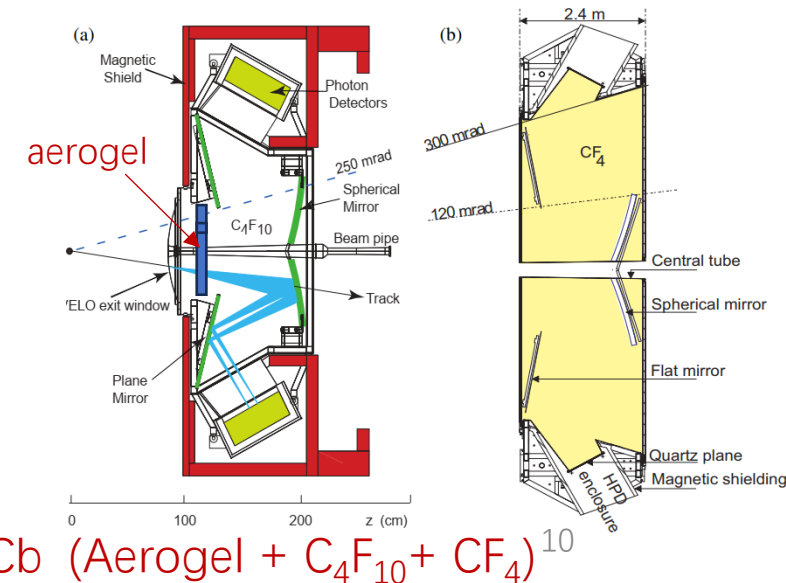 (a)
Magnetic
Shield
Photon
Detectors
aerogel
250 mrad
Spherical
Mirror
C₄F₁₀
Beam pipe
VELO exit window
Track
Plane
Mirror
0
100
200
z (cm)
(b)
2.4 m
300 mrad
CF₄
120 mrad
Central tube
Spherical mirror
Flat mirror
Quartz plane
Magnetic shielding
HPD
enclosure
Cb (Aerogel + C₄F₁₀+ CF₄)
10